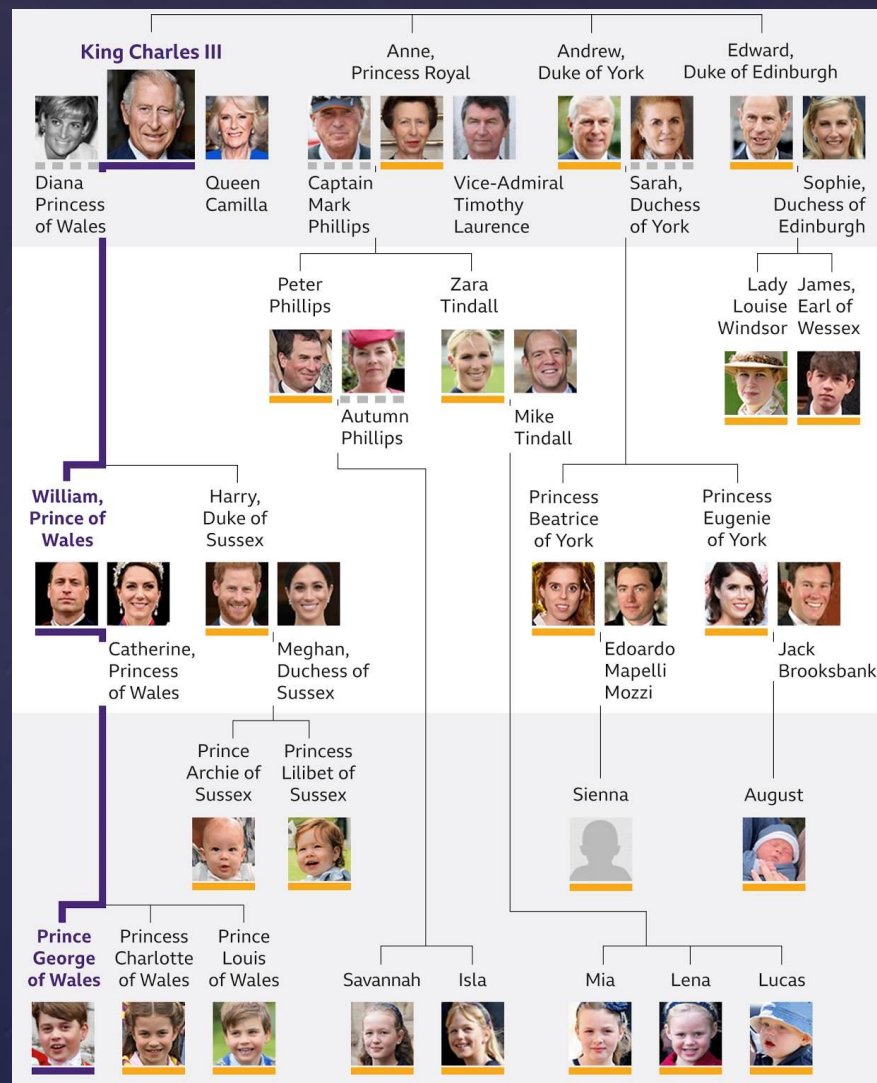 King Charles III
Anne,
Princess Royal
Andrew,
Duke of York
Edward,
Duke of Edinburgh
Diana
Princess
of Wales
Queen
Camilla
Captain
Mark
Phillips
Vice-Admiral
Timothy
Laurence
Sarah,
Duchess
of York
Sophie,
Duchess of
Edinburgh
Peter
Phillips
Zara
Tindall
Lady
Louise
Windsor
James,
Earl of
Wessex
Autumn
Phillips
Mike
Tindall
William,
Prince of
Wales
Harry,
Duke of
Sussex
Princess
Beatrice
of York
Princess
Eugenie
of York
Catherine,
Princess
of Wales
Meghan,
Duchess of
Sussex
Edoardo
Mapelli
Mozzi
Jack
Brooksbank
Prince
Archie of
Sussex
Princess
Lilibet of
Sussex
Sienna
August
Prince
George
of Wales
Princess
Charlotte
of Wales
Prince
Louis
of Wales
Savannah
Isla
Mia
Lena
Lucas